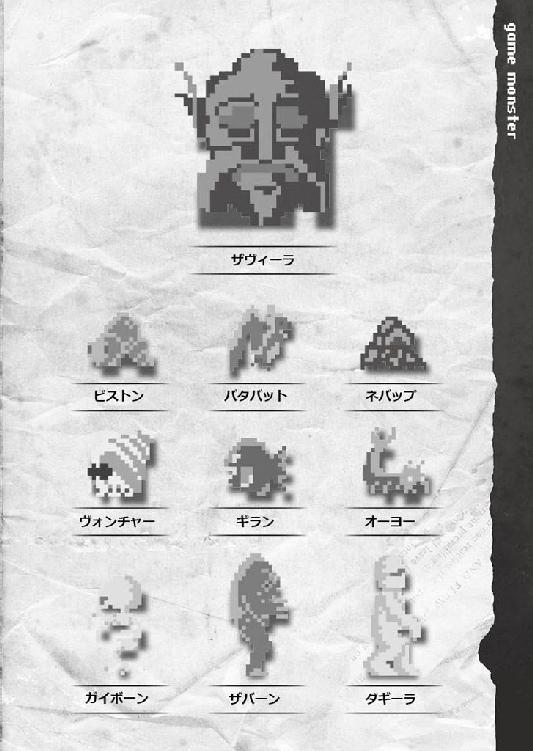 game monster
ザヴィーラ
ビストン
バタバット
ネバップ
ヴォンチャー
ギラン
オーヨー
ガイボーン
ザバーン
タギーラ